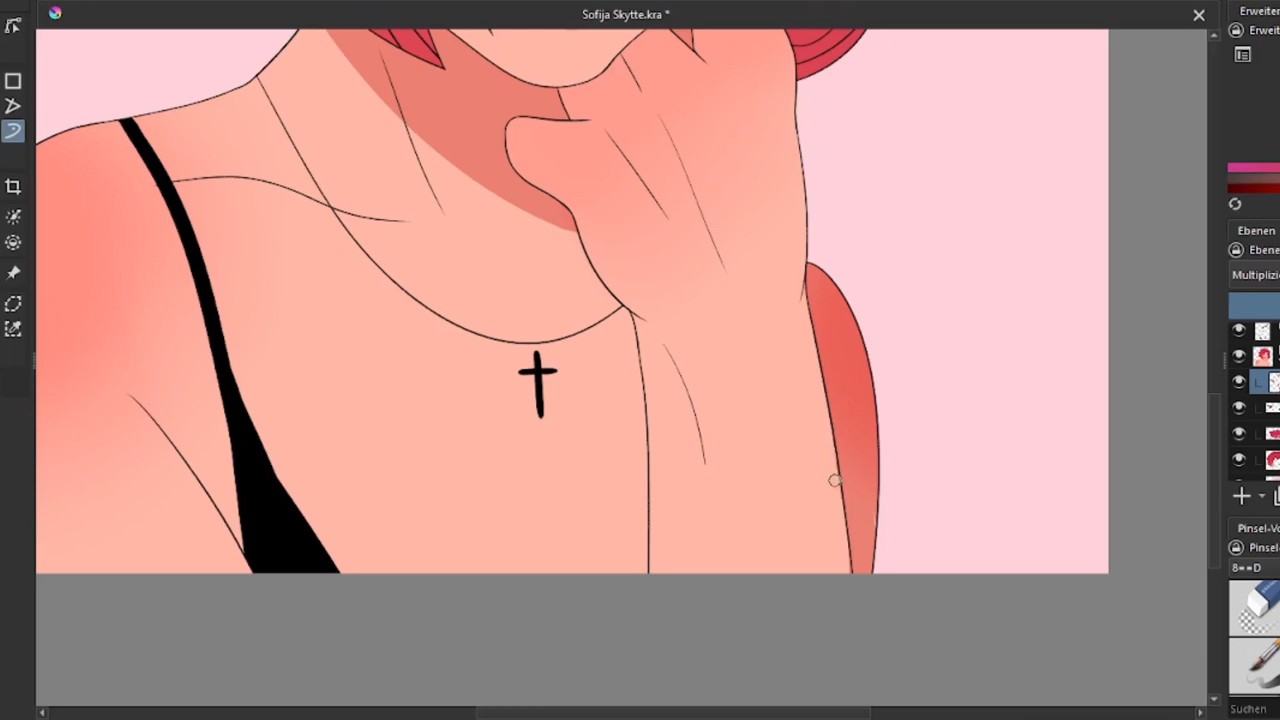 Sofija Skytte.kra *
Erweiter
Erweit
Ebenen
Ebene
Multiplizi
Pinsel-Vo
Pinsel-
8==D
Suchen